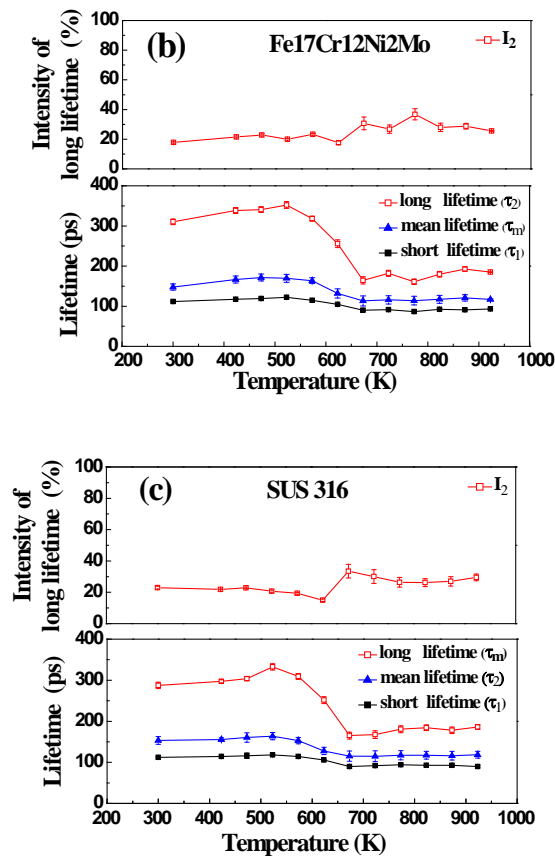 100
80
60
40
20
0
Intensity of
long lifetime (%)
(b)
Fe17Cr12Ni2Mo
I2
400
300
200
100
0
Lifetime (ps)
long lifetime (τ2)
mean lifetime (τm)
short lifetime (τ1)
200 300 400 500 600 700 800 900 1000
Temperature (K)
100
80
60
40
20
0
Intensity of
long lifetime (%)
(c)
SUS 316
I2
400
300
200
100
0
Lifetime (ps)
long lifetime (τm)
mean lifetime (τ2)
short lifetime (τ1)
200 300 400 500 600 700 800 900 1000
Temperature (K)